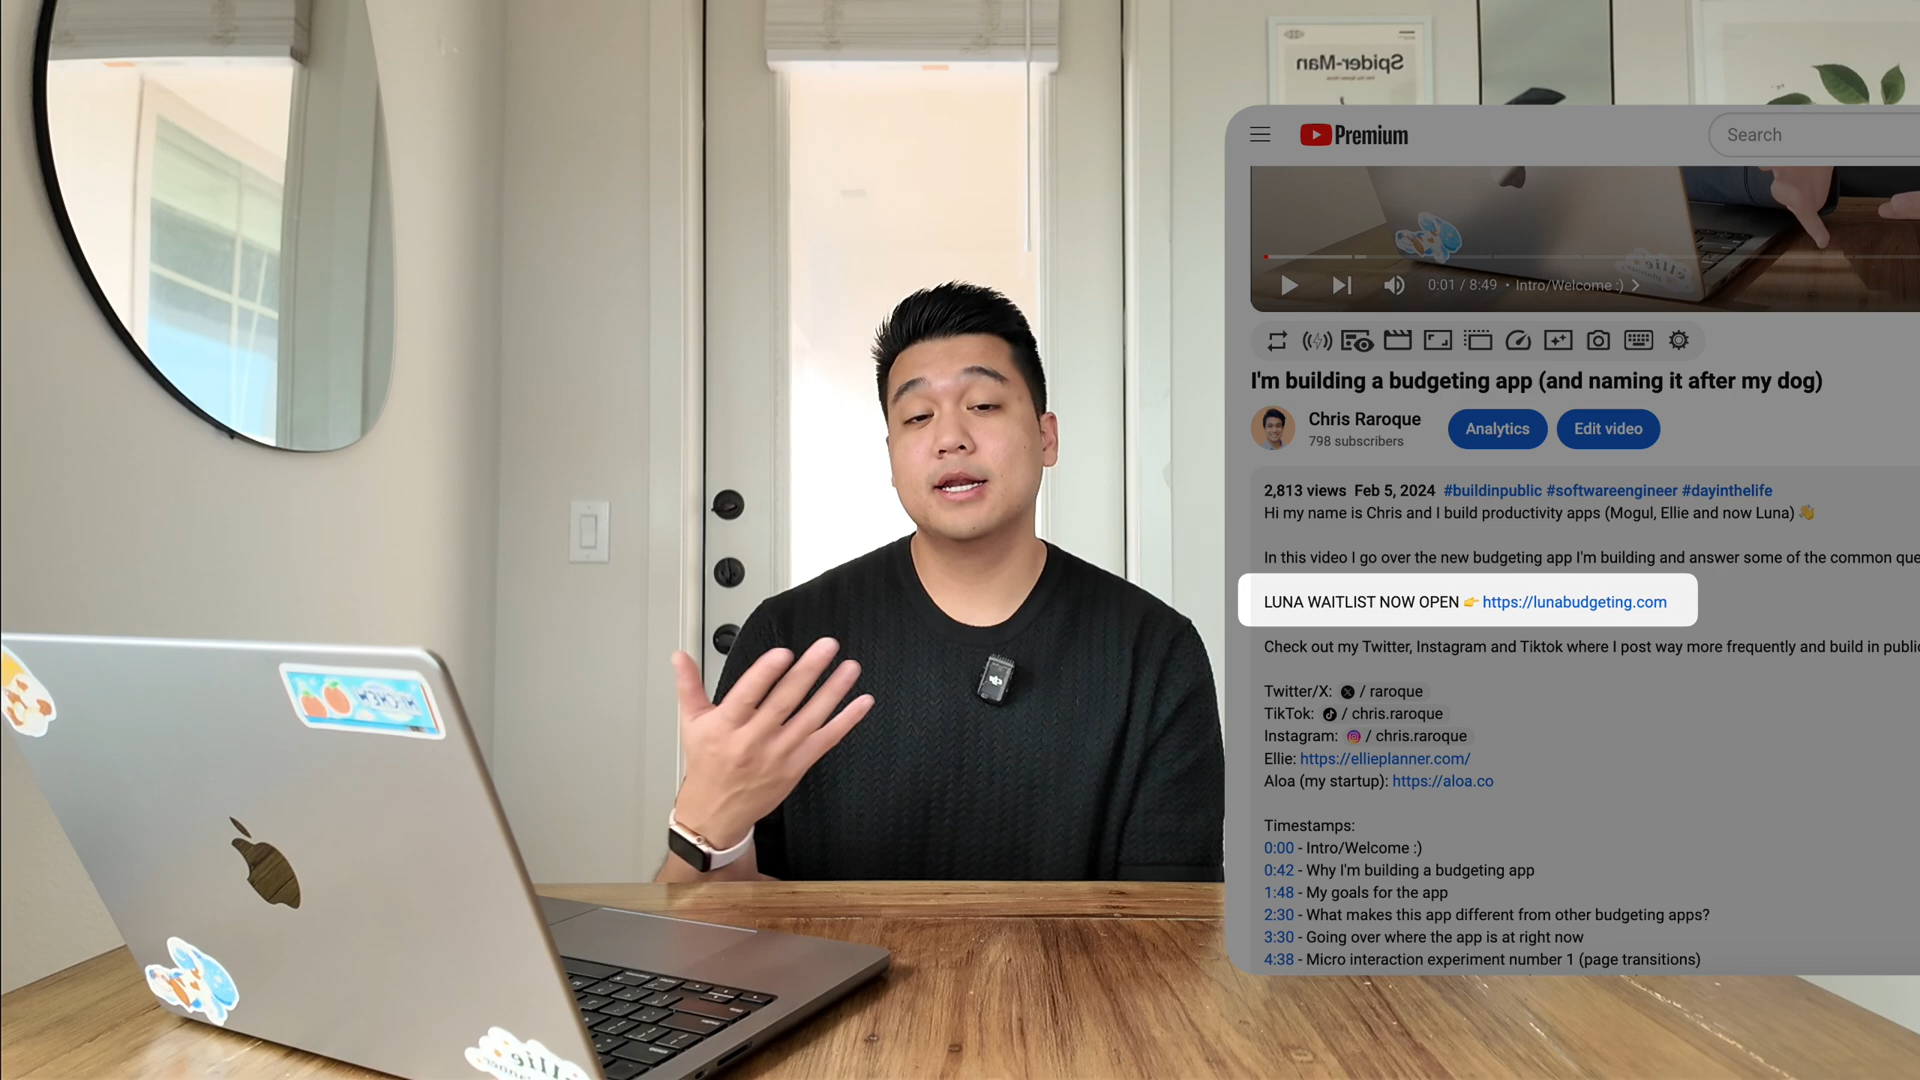 Spider-Man
Premium
Search
0:01 / 8:49 • Intro/Welcome :)
I'm building a budgeting app (and naming it after my dog)
Chris Raroque
798 subscribers
Analytics
Edit video
2,813 views Feb 5, 2024 #buildinpublic #softwareengineer #dayinthelife
Hi my name is Chris and I build productivity apps (Mogul, Ellie and now Luna) 👋
In this video I go over the new budgeting app I'm building and answer some of the common que
LUNA WAITLIST NOW OPEN 👉 https://lunabudgeting.com
Check out my Twitter, Instagram and Tiktok where I post way more frequently and build in public
Twitter/X: / raroque
TikTok: / chris.raroque
Instagram: / chris.raroque
Ellie: https://ellieplanner.com/
Aloa (my startup): https://aloa.co
Timestamps:
0:00 - Intro/Welcome :)
0:42 - Why I'm building a budgeting app
1:48 - My goals for the app
2:30 - What makes this app different from other budgeting apps?
3:30 - Going over where the app is at right now
4:38 - Micro interaction experiment number 1 (page transitions)
HI-CHEW
ellie
planner